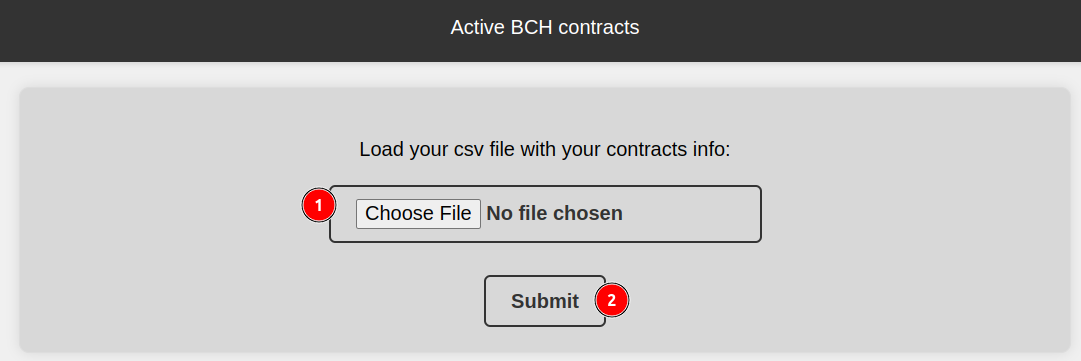 Active BCH contracts
Load your csv file with your contracts info:
1 Choose File No file chosen
Submit 2